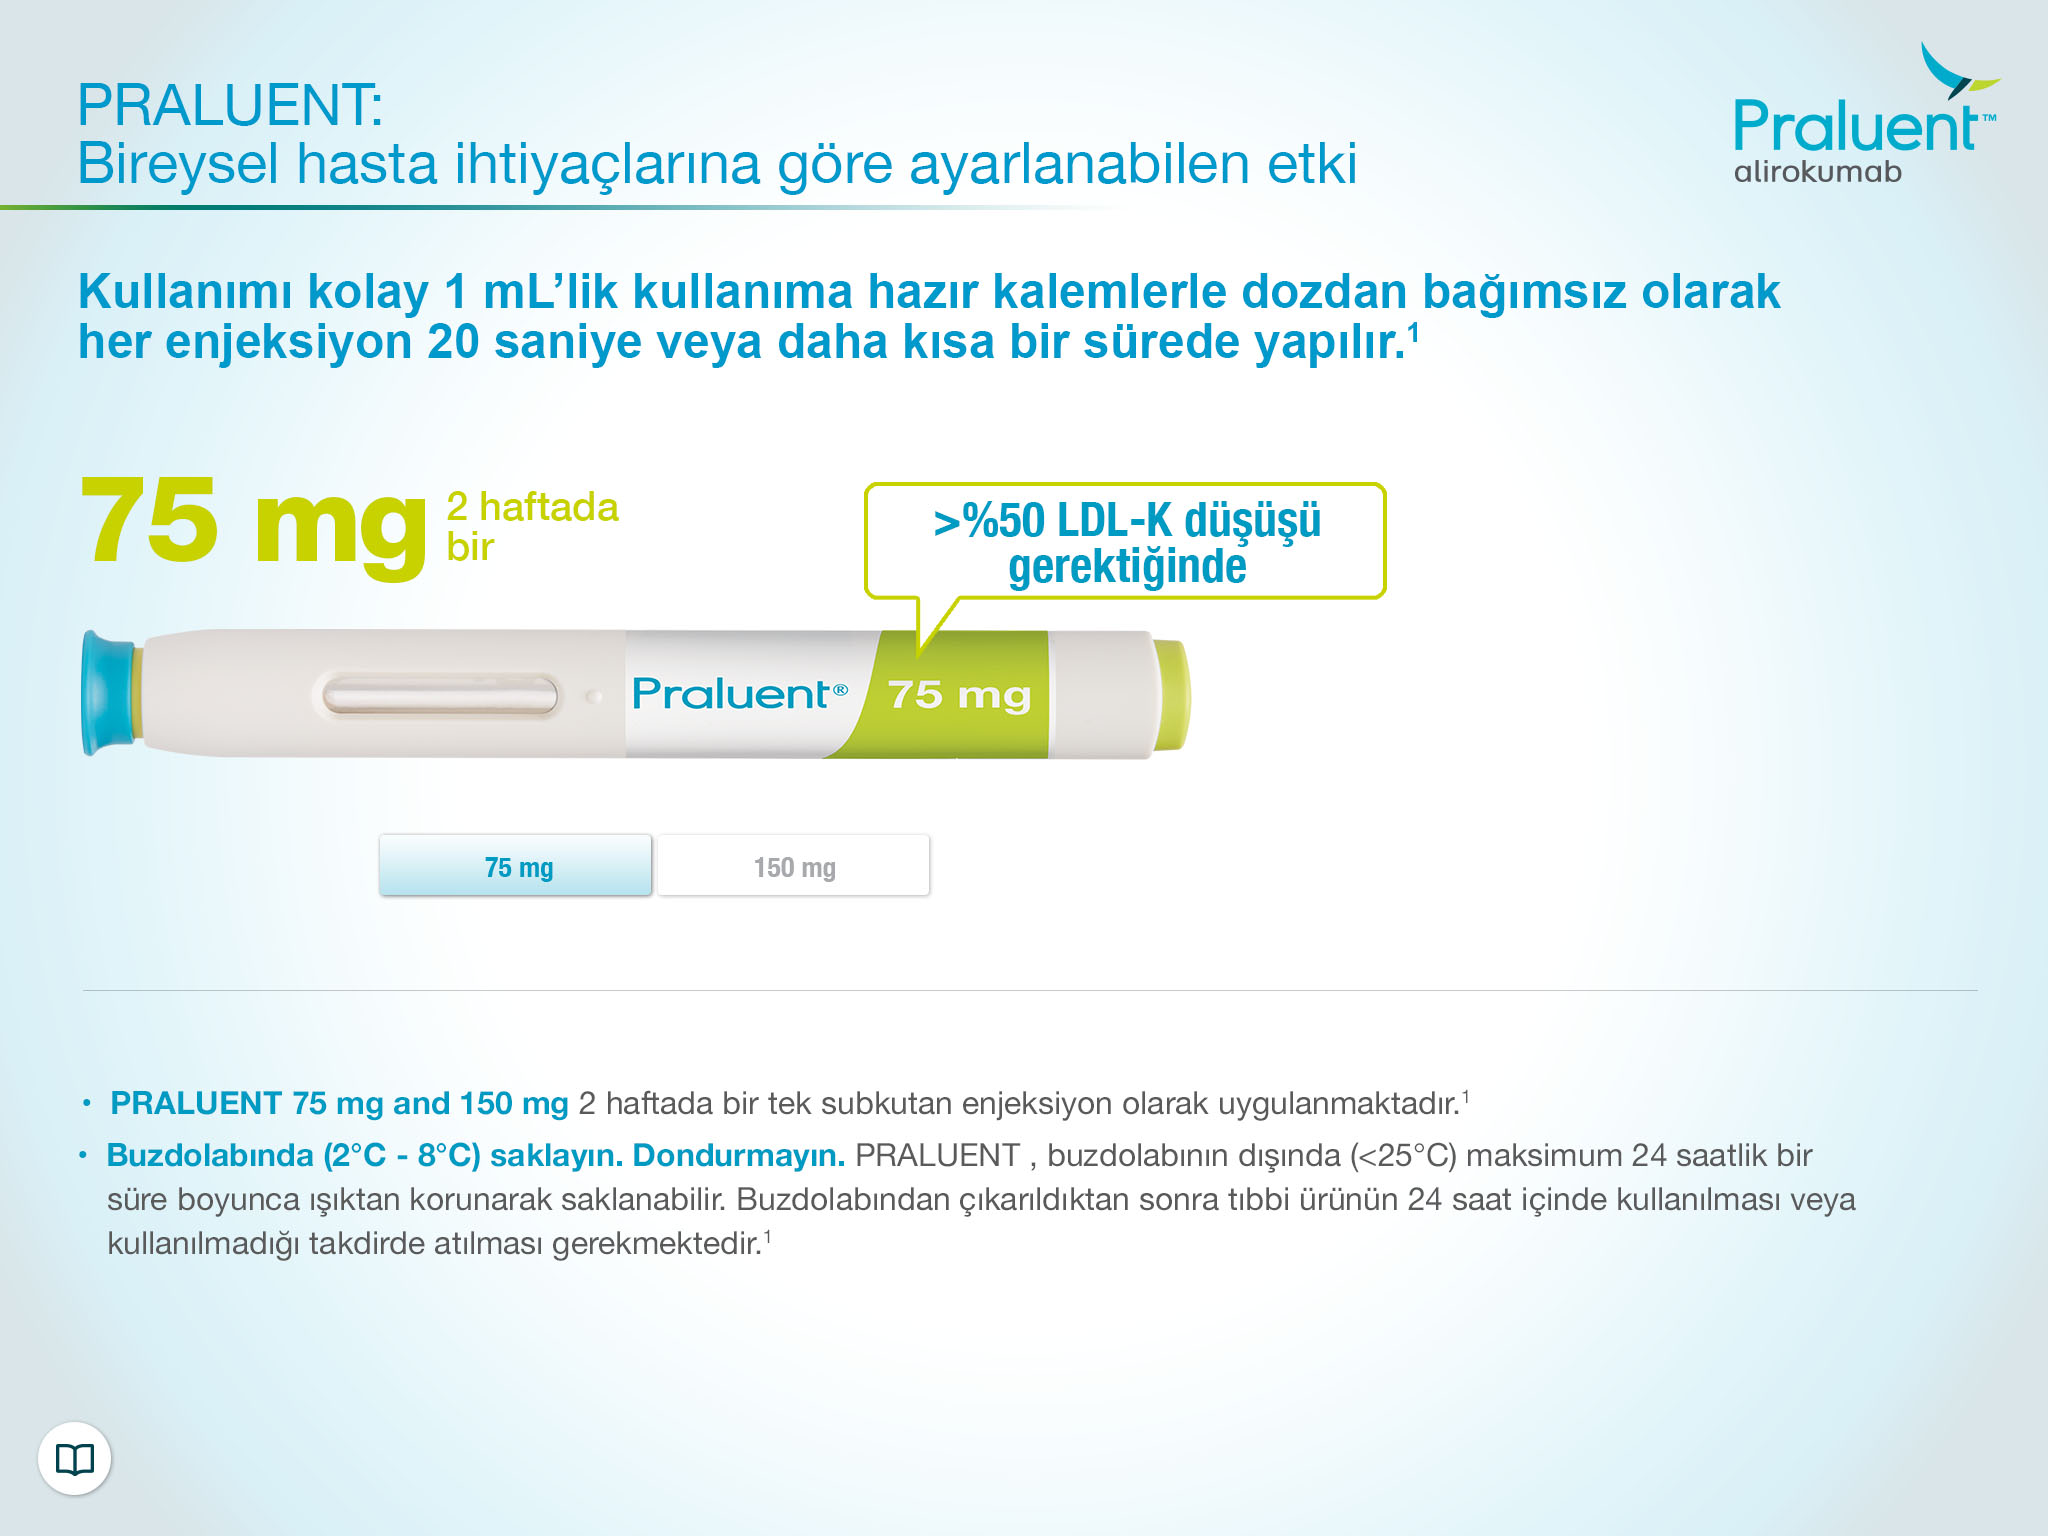 PRALUENT:
Bireysel hasta ihtiyaçlarına göre ayarlanabilen etki
Praluent™
alirokumab
Kullanımı kolay 1 mL’lik kullanıma hazır kalemlerle dozdan bağımsız olarak
her enjeksiyon 20 saniye veya daha kısa bir sürede yapılır.¹
75 mg 2 haftada
bir
>%50 LDL-K düşüşü
gerektiğinde
Praluent® 75 mg
75 mg 150 mg
• PRALUENT 75 mg and 150 mg 2 haftada bir tek subkutan enjeksiyon olarak uygulanmaktadır.¹
• Buzdolabında (2°C - 8°C) saklayın. Dondurmayın. PRALUENT , buzdolabının dışında (<25°C) maksimum 24 saatlik bir
süre boyunca ışıktan korunarak saklanabilir. Buzdolabından çıkarıldıktan sonra tıbbi ürünün 24 saat içinde kullanılması veya
kullanılmadığı takdirde atılması gerekmektedir.¹